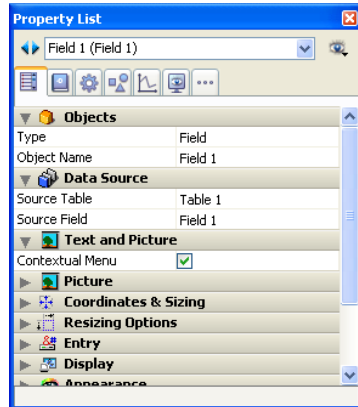 Property List
Field 1 (Field 1)
Objects
Type Field
Object Name Field 1
Data Source
Source Table Table 1
Source Field Field 1
Text and Picture
Contextual Menu
Picture
Coordinates & Sizing
Resizing Options
Entry
Display
Appearance